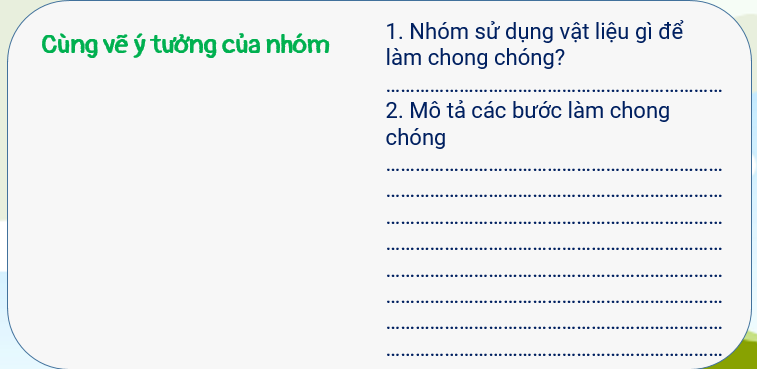 Cùng vẽ ý tưởng của nhóm
1. Nhóm sử dụng vật liệu gì để
làm chong chóng?
................................................................
2. Mô tả các bước làm chong
chóng
................................................................
................................................................
................................................................
................................................................
................................................................
................................................................
................................................................
................................................................